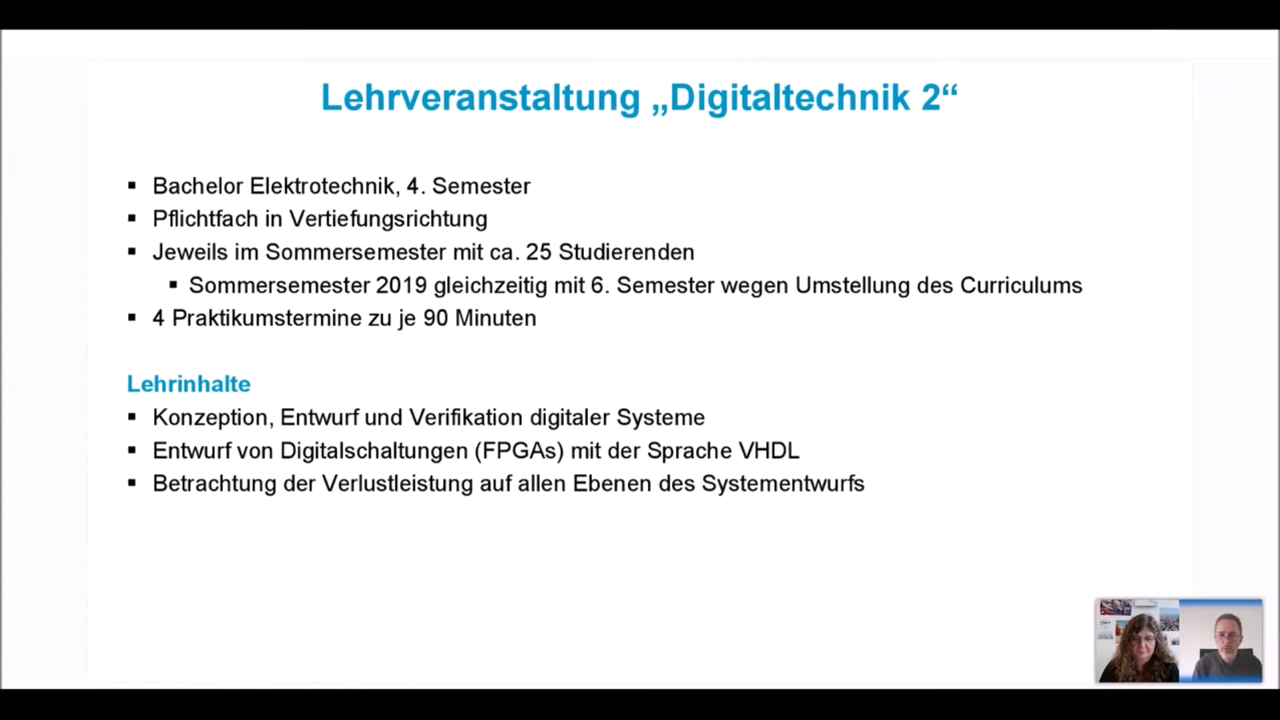 Lehrveranstaltung „Digitaltechnik 2“
▪ Bachelor Elektrotechnik, 4. Semester
▪ Pflichtfach in Vertiefungsrichtung
▪ Jeweils im Sommersemester mit ca. 25 Studierenden
▪ Sommersemester 2019 gleichzeitig mit 6. Semester wegen Umstellung des Curriculums
▪ 4 Praktikumstermine zu je 90 Minuten
Lehrinhalte
▪ Konzeption, Entwurf und Verifikation digitaler Systeme
▪ Entwurf von Digitalschaltungen (FPGAs) mit der Sprache VHDL
▪ Betrachtung der Verlustleistung auf allen Ebenen des Systementwurfs